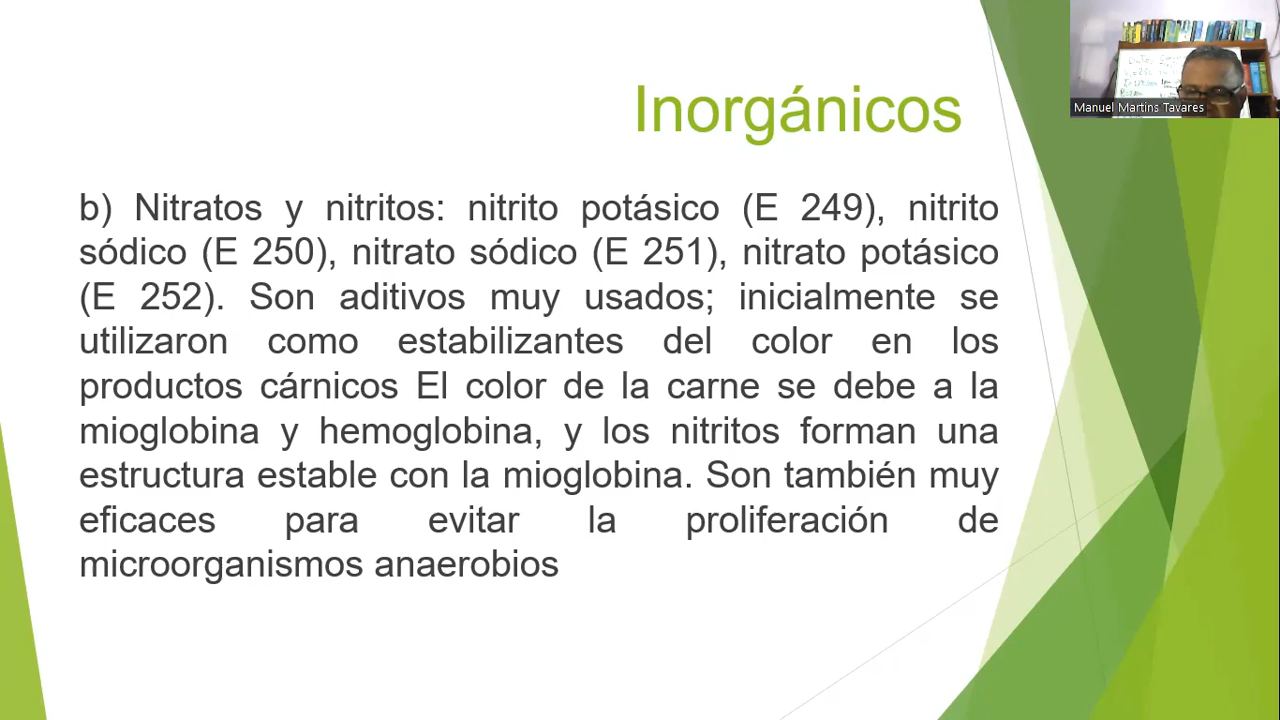 Inorgánicos
b) Nitratos y nitritos: nitrito potásico (E 249), nitrito
sódico (E 250), nitrato sódico (E 251), nitrato potásico
(E 252). Son aditivos muy usados; inicialmente se
utilizaron como estabilizantes del color en los
productos cárnicos El color de la carne se debe a la
mioglobina y hemoglobina, y los nitritos forman una
estructura estable con la mioglobina. Son también muy
eficaces para evitar la proliferación de
microorganismos anaerobios
Manuel Martins Tavares